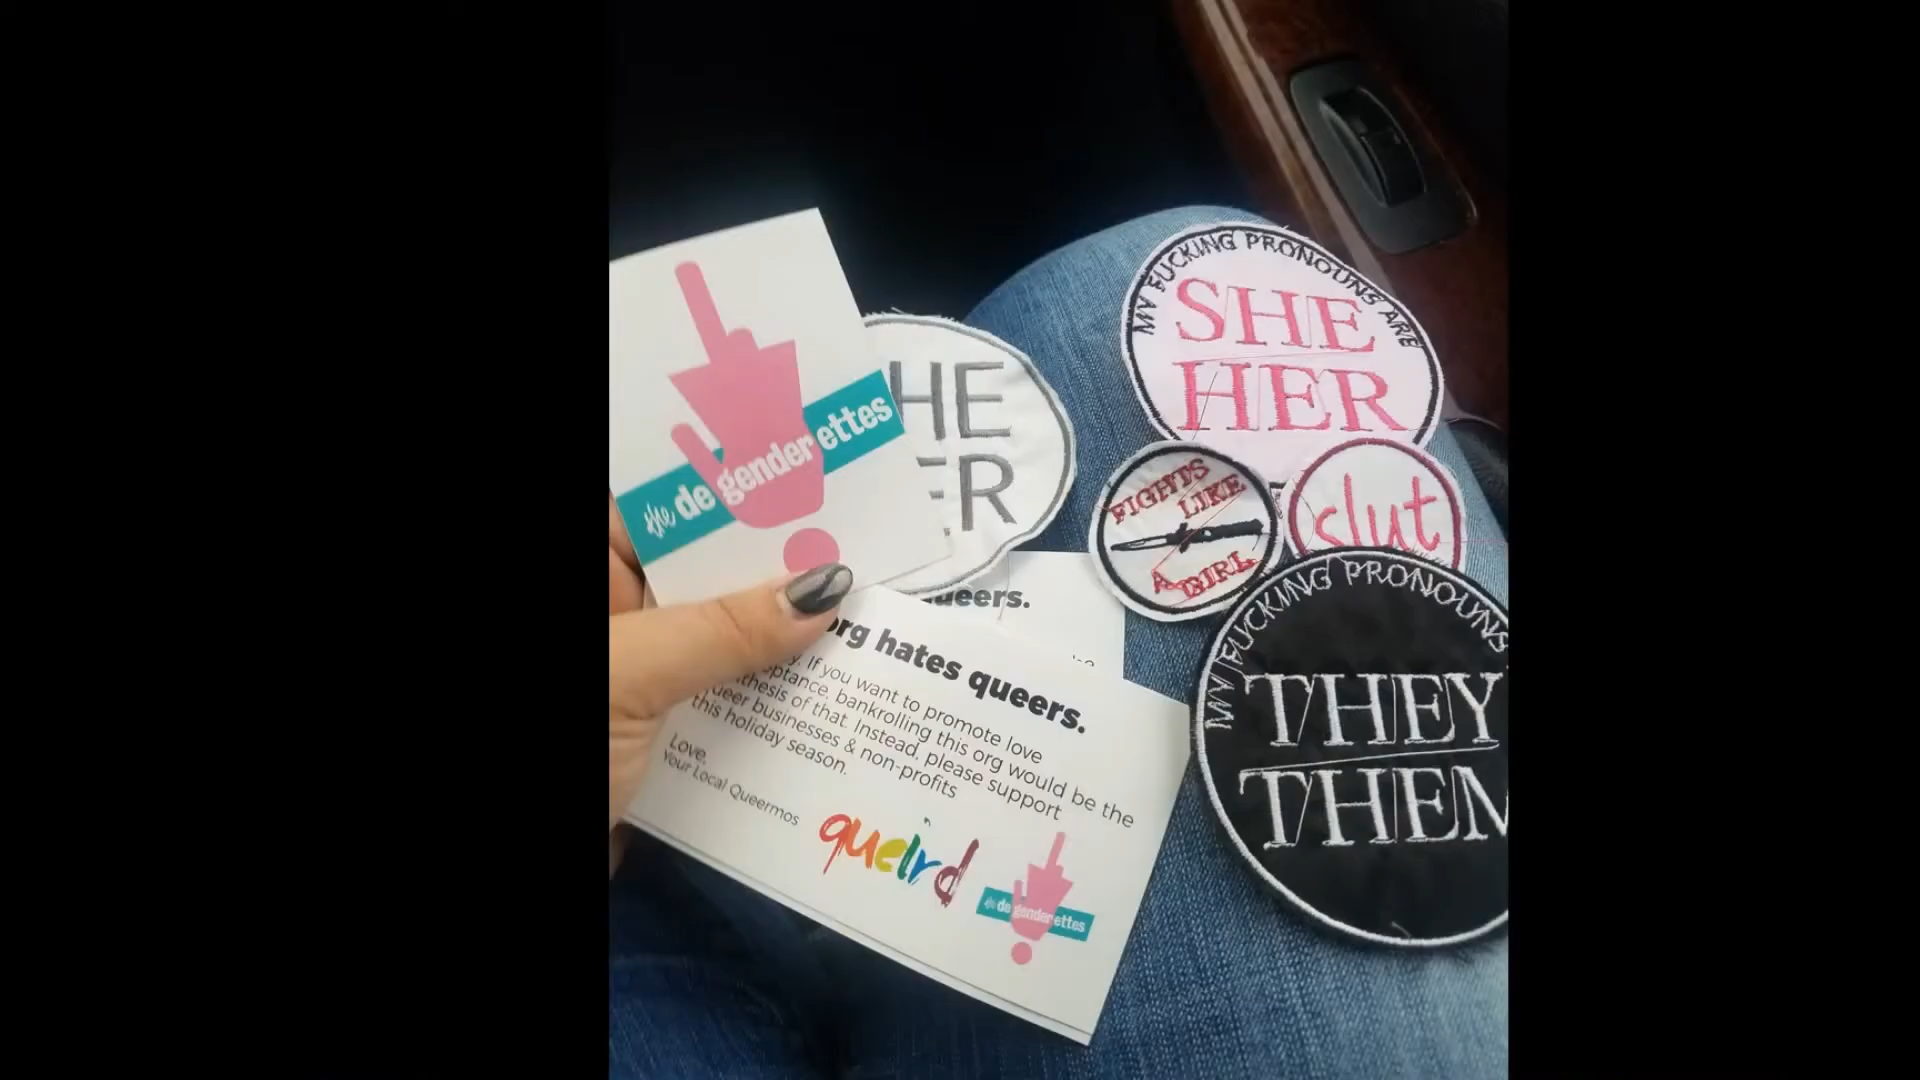 the degenderettes
HE
ER
MY FUCKING PRONOUNS ARE
SHE
HER
FIGHTS
LIKE
A GIRL
slut
MY FUCKING PRONOUNS
THEY
THEM
queers.
org hates queers.
y. If you want to promote love
ptance, bankrolling this org would be the
thesis of that. Instead, please support
ueer businesses & non-profits
this holiday season.
Love,
Your Local Queermos
queird
the degenderettes